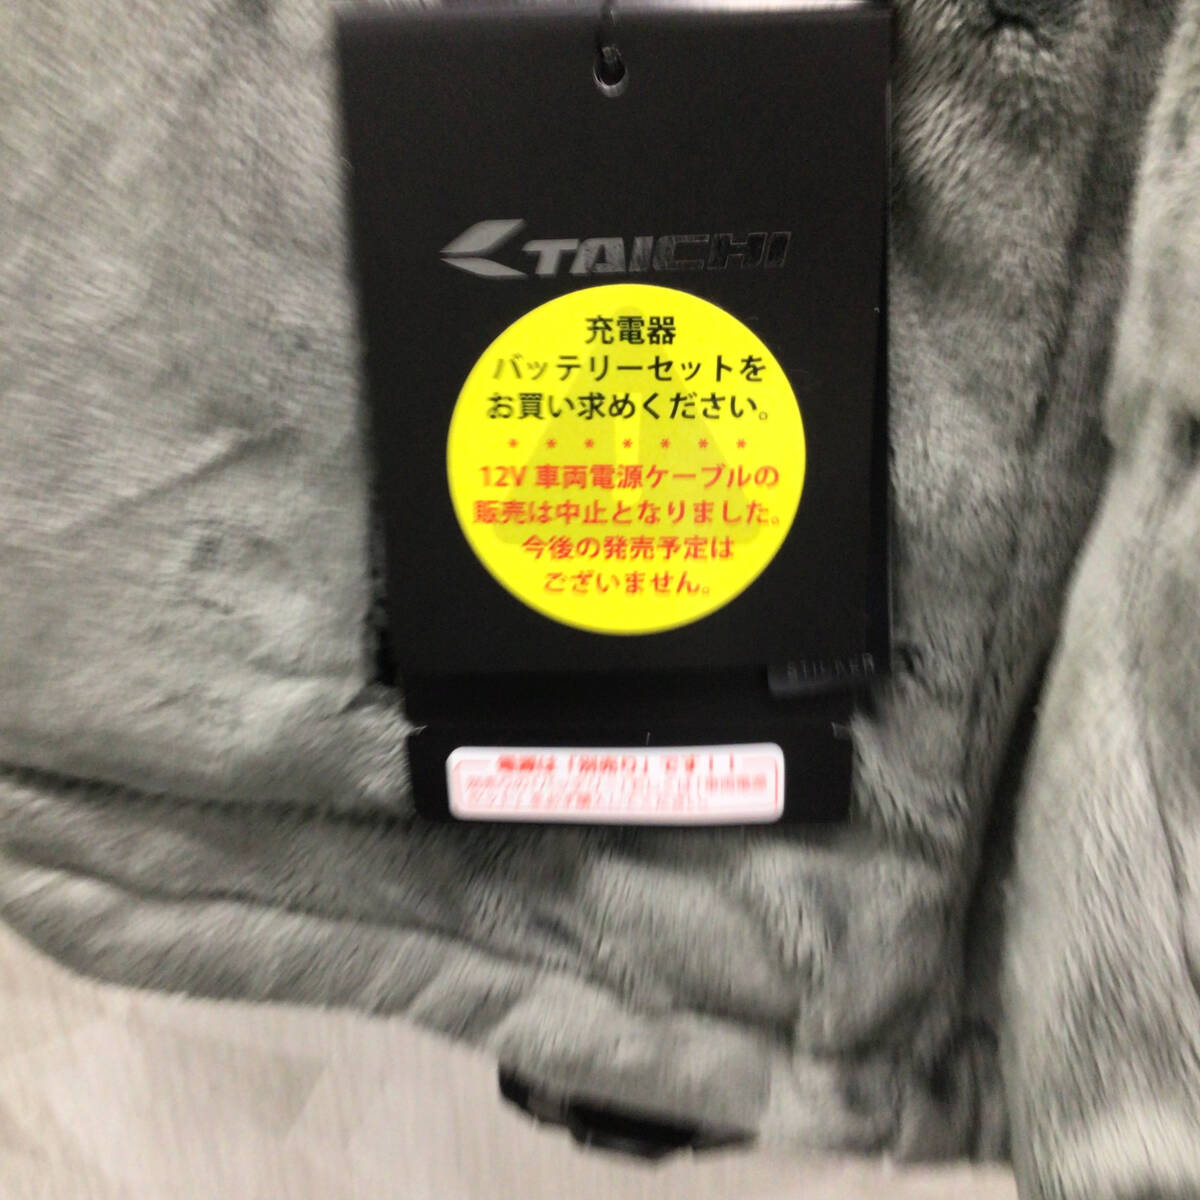 TAICHI
充電器
バッテリーセットを
お買い求めください。
*******
12V 車両電源ケーブルの
販売は中止となりました。
今後の発売予定は
ございません。
STICKER
電源は「別売り」です！！